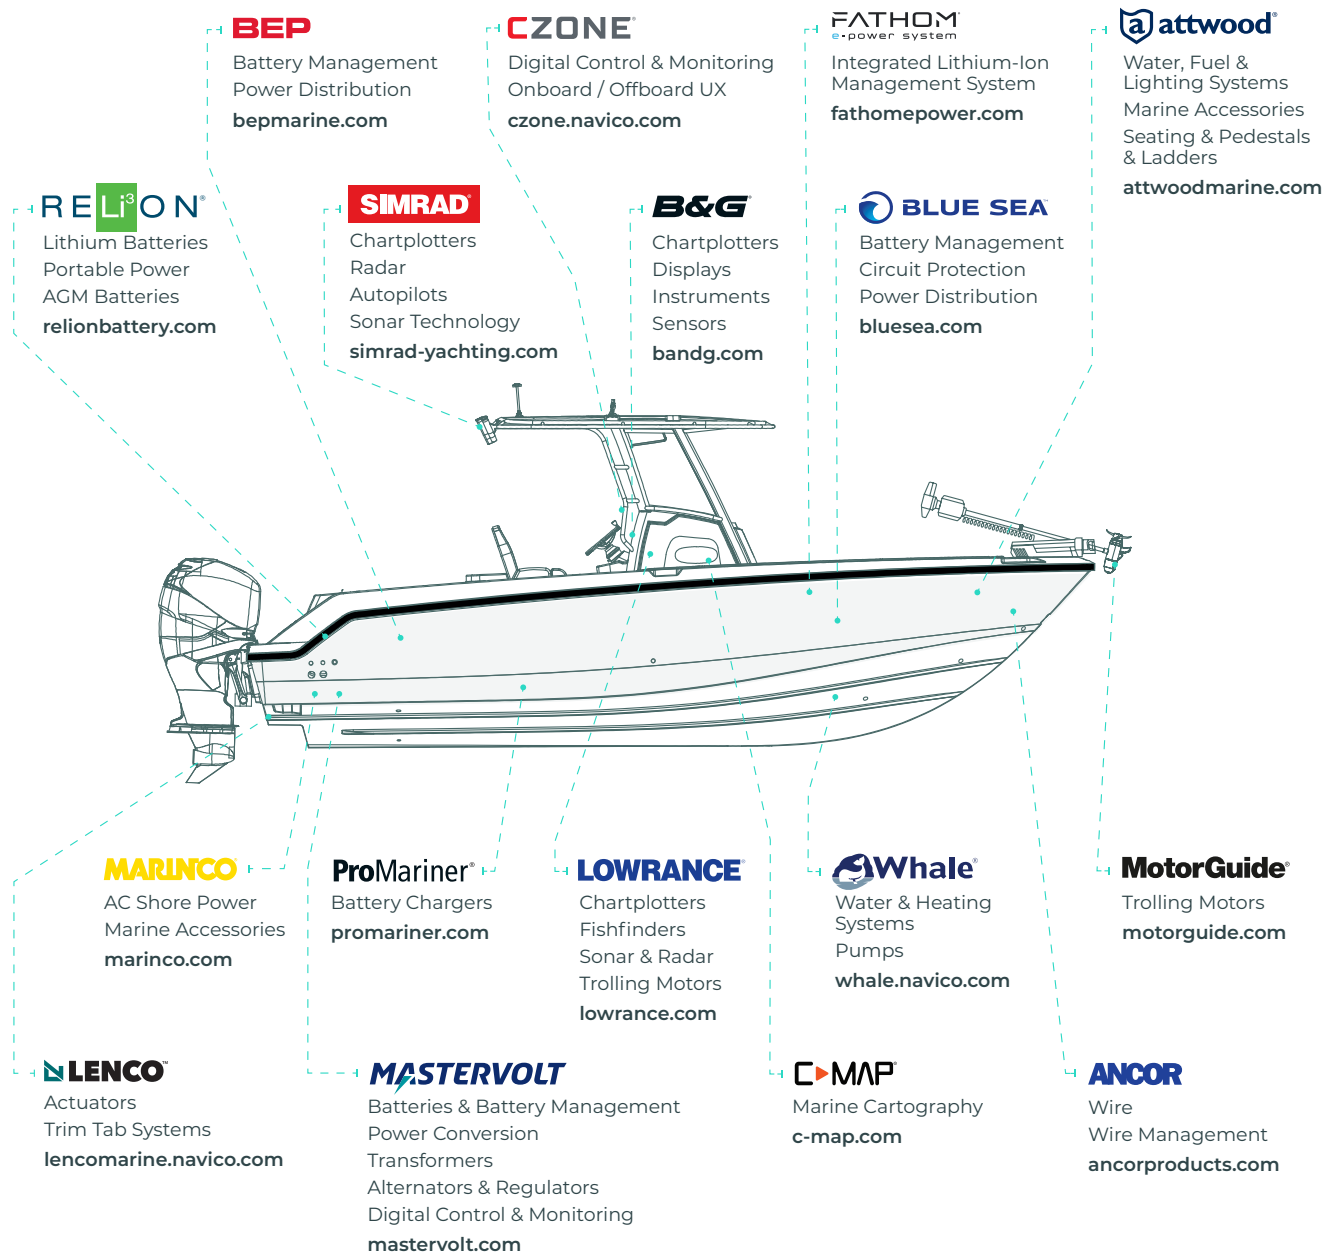 BEP
Battery Management
Power Distribution
bepmarine.com
CZONE®
Digital Control & Monitoring
Onboard / Offboard UX
czone.navico.com
FATHOM®
e-power system
Integrated Lithium-Ion
Management System
fathomepower.com
a attwood®
Water, Fuel &
Lighting Systems
Marine Accessories
Seating & Pedestals
& Ladders
attwoodmarine.com
RELi³ON®
Lithium Batteries
Portable Power
AGM Batteries
relionbattery.com
SIMRAD®
Chartplotters
Radar
Autopilots
Sonar Technology
simrad-yachting.com
B&G®
Chartplotters
Displays
Instruments
Sensors
bandg.com
BLUE SEA™
Battery Management
Circuit Protection
Power Distribution
bluesea.com
MARINCO®
AC Shore Power
Marine Accessories
marinco.com
ProMariner®
Battery Chargers
promariner.com
LOWRANCE®
Chartplotters
Fishfinders
Sonar & Radar
Trolling Motors
lowrance.com
Whale®
Water & Heating
Systems
Pumps
whale.navico.com
MotorGuide®
Trolling Motors
motorguide.com
LENCO™
Actuators
Trim Tab Systems
lencomarine.navico.com
MASTERVOLT
Batteries & Battery Management
Power Conversion
Transformers
Alternators & Regulators
Digital Control & Monitoring
mastervolt.com
C-MAP®
Marine Cartography
c-map.com
ANCOR
Wire
Wire Management
ancorproducts.com